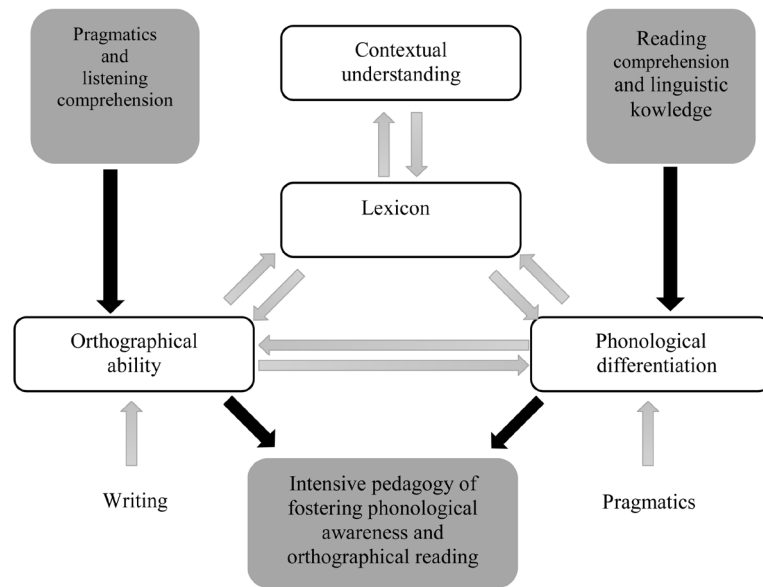 Pragmatics
and
listening
comprehension
Contextual
understanding
Reading
comprehension
and linguistic
kowledge
Lexicon
Orthographical
ability
Phonological
differentiation
Writing
Intensive pedagogy of
fostering phonological
awareness and
orthographical reading
Pragmatics